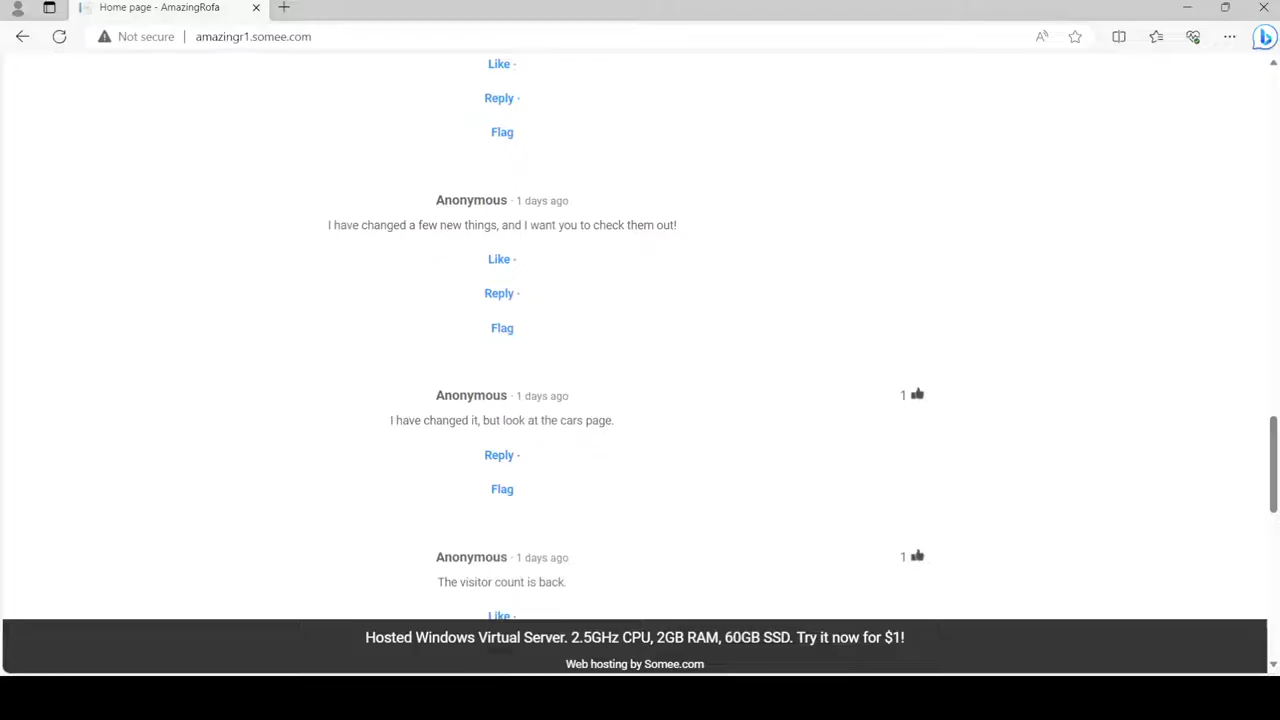 Home page - AmazingRofa
Not secure | amazingr1.somee.com
Like ·
Reply ·
Flag
Anonymous · 1 days ago
I have changed a few new things, and I want you to check them out!
Like ·
Reply ·
Flag
Anonymous · 1 days ago 1
I have changed it, but look at the cars page.
Reply ·
Flag
Anonymous · 1 days ago 1
The visitor count is back.
Like ·
Hosted Windows Virtual Server. 2.5GHz CPU, 2GB RAM, 60GB SSD. Try it now for $1!
Web hosting by Somee.com